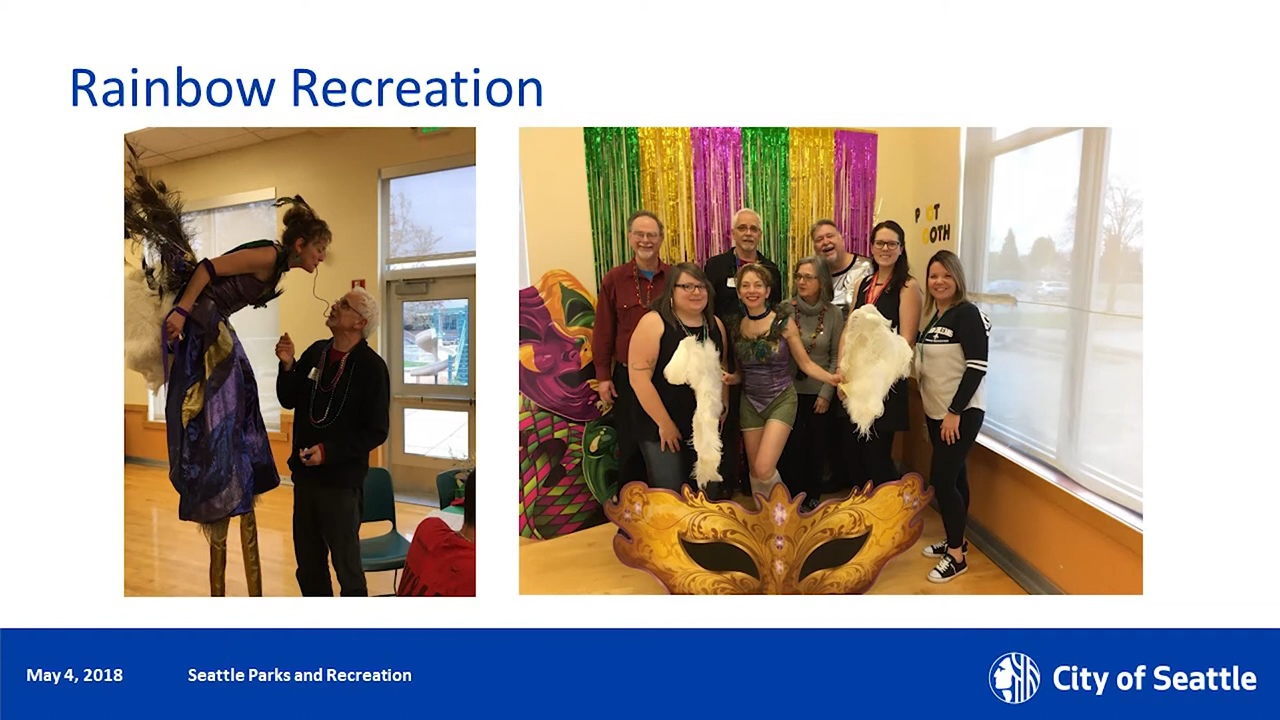 Rainbow Recreation
May 4, 2018
Seattle Parks and Recreation
City of Seattle